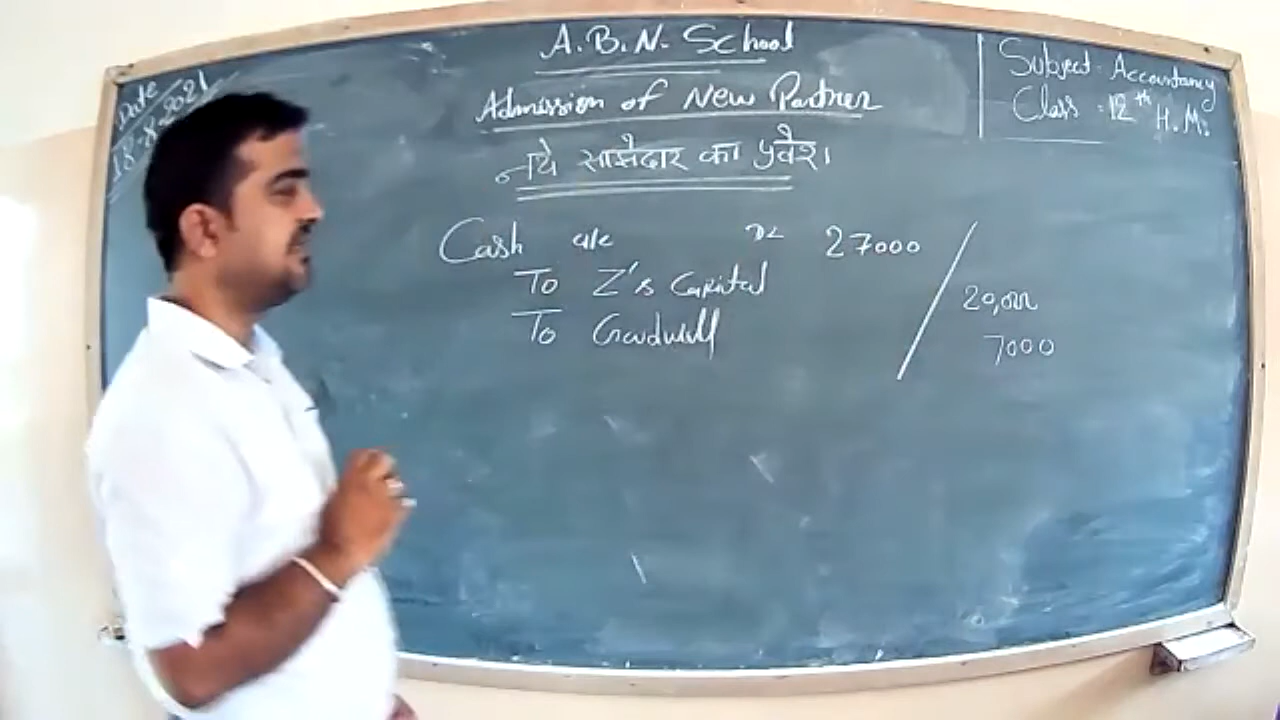 Date
18-8-2021
A.B.N. School
Subject - Accountancy
Class - 12th H.M.
Admission of New Partner
नये साझेदार का प्रवेश।
Cash a/c Dr 27000
To Z's Capital 20,000
To Goodwill 7000